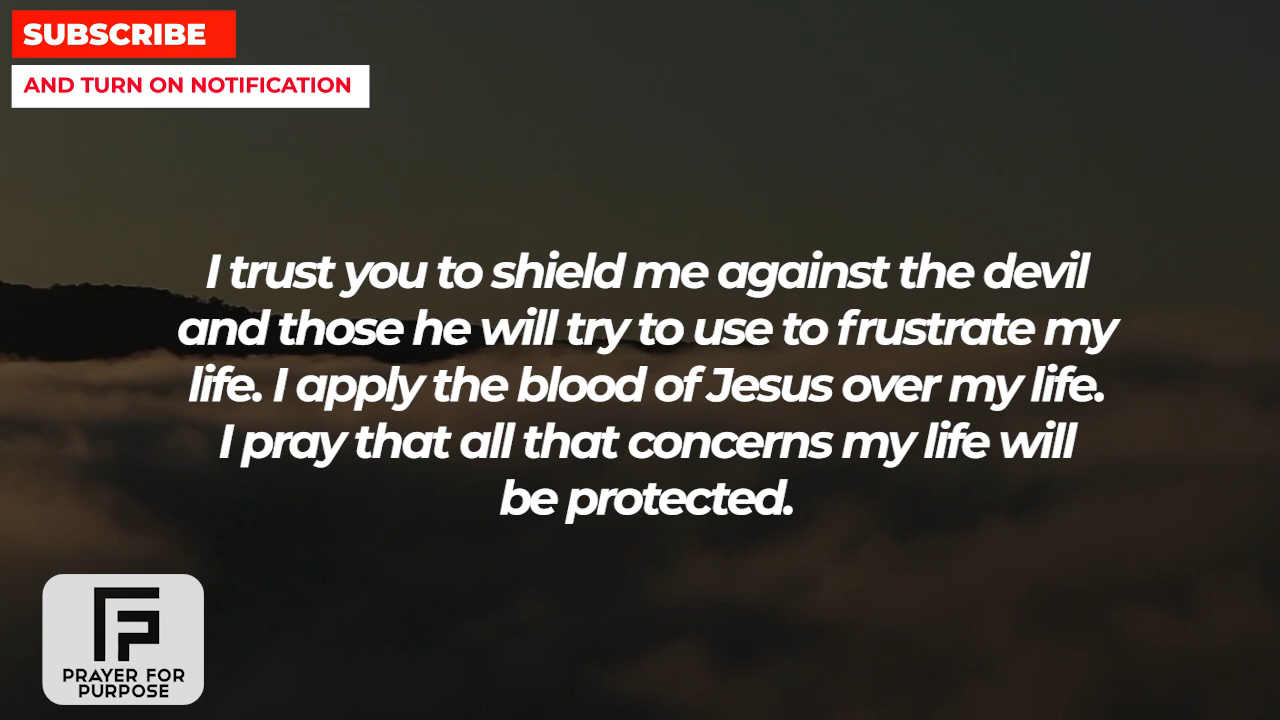 SUBSCRIBE
AND TURN ON NOTIFICATION
I trust you to shield me against the devil
and those he will try to use to frustrate my
life. I apply the blood of Jesus over my life.
I pray that all that concerns my life will
be protected.
PRAYER FOR
PURPOSE